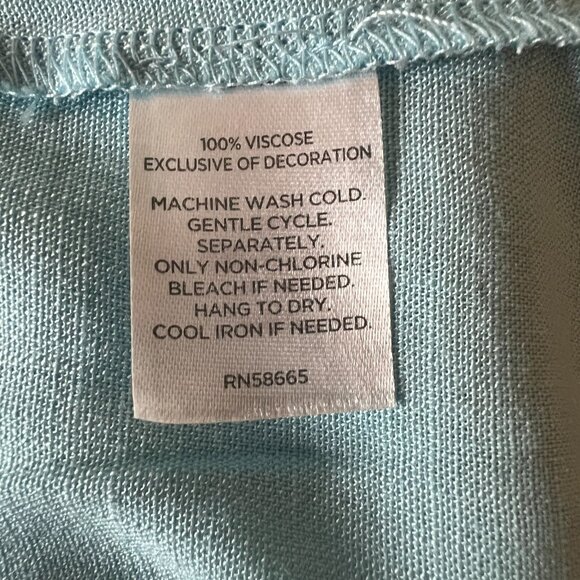 100% VISCOSE
EXCLUSIVE OF DECORATION
MACHINE WASH COLD.
GENTLE CYCLE.
SEPARATELY.
ONLY NON-CHLORINE
BLEACH IF NEEDED.
HANG TO DRY.
COOL IRON IF NEEDED.
RN58665